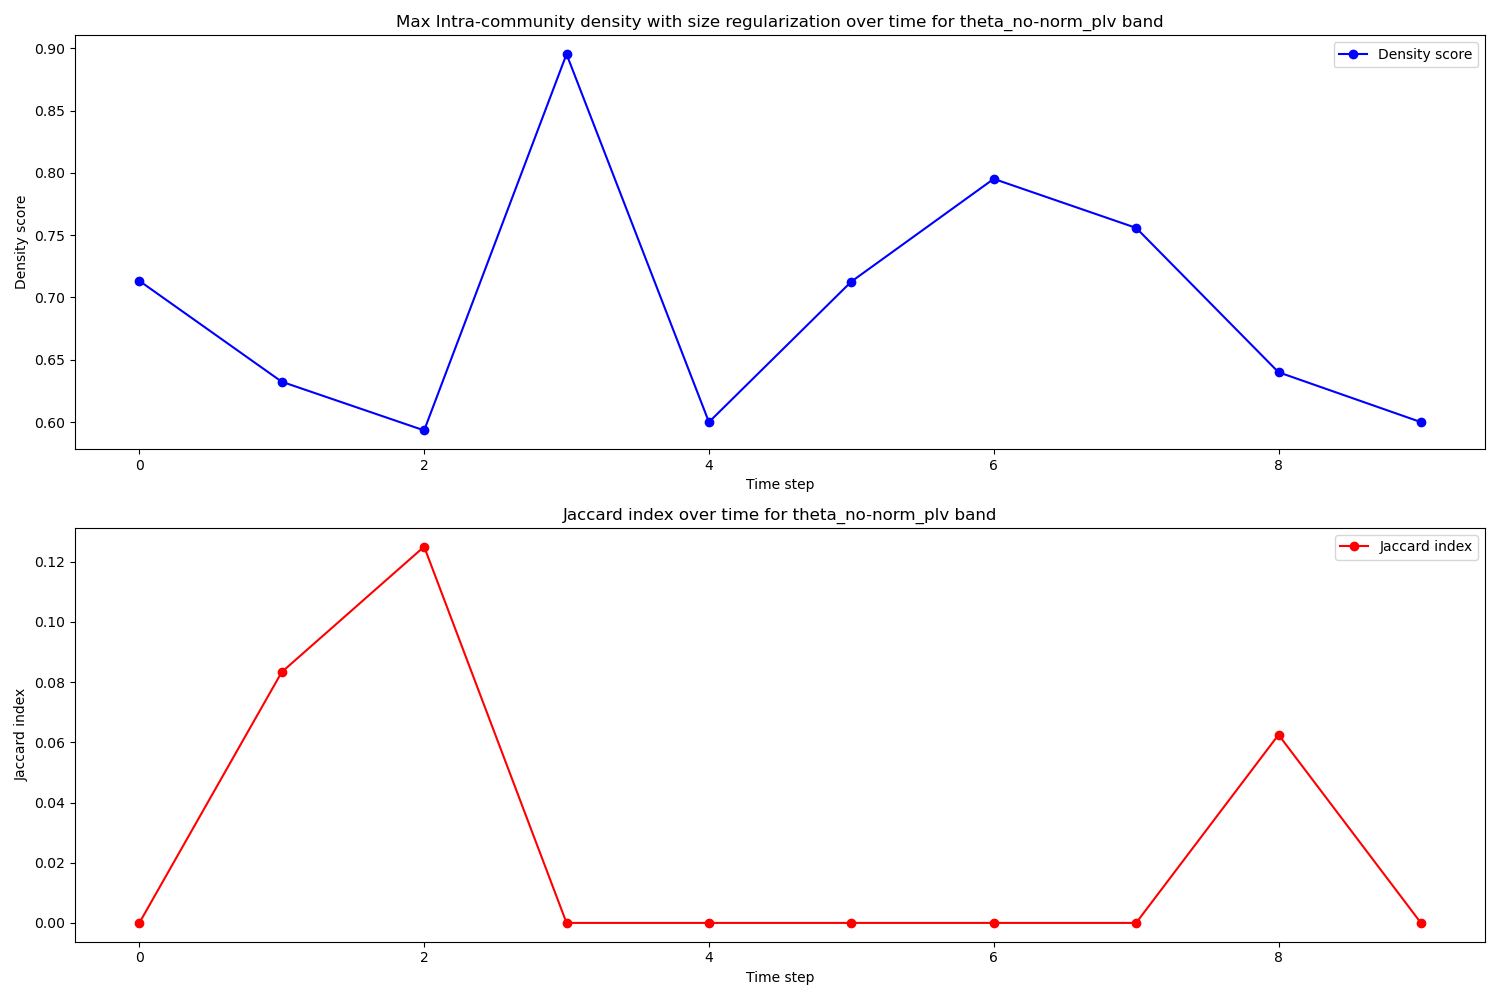 Max Intra-community density with size regularization over time for theta_no-norm_plv band
Density score
0.90
0.85
0.80
0.75
0.70
0.65
0.60
Density score
0 2 4 6 8
Time step
Jaccard index over time for theta_no-norm_plv band
Jaccard index
0.12
0.10
0.08
0.06
0.04
0.02
0.00
Jaccard index
0 2 4 6 8
Time step